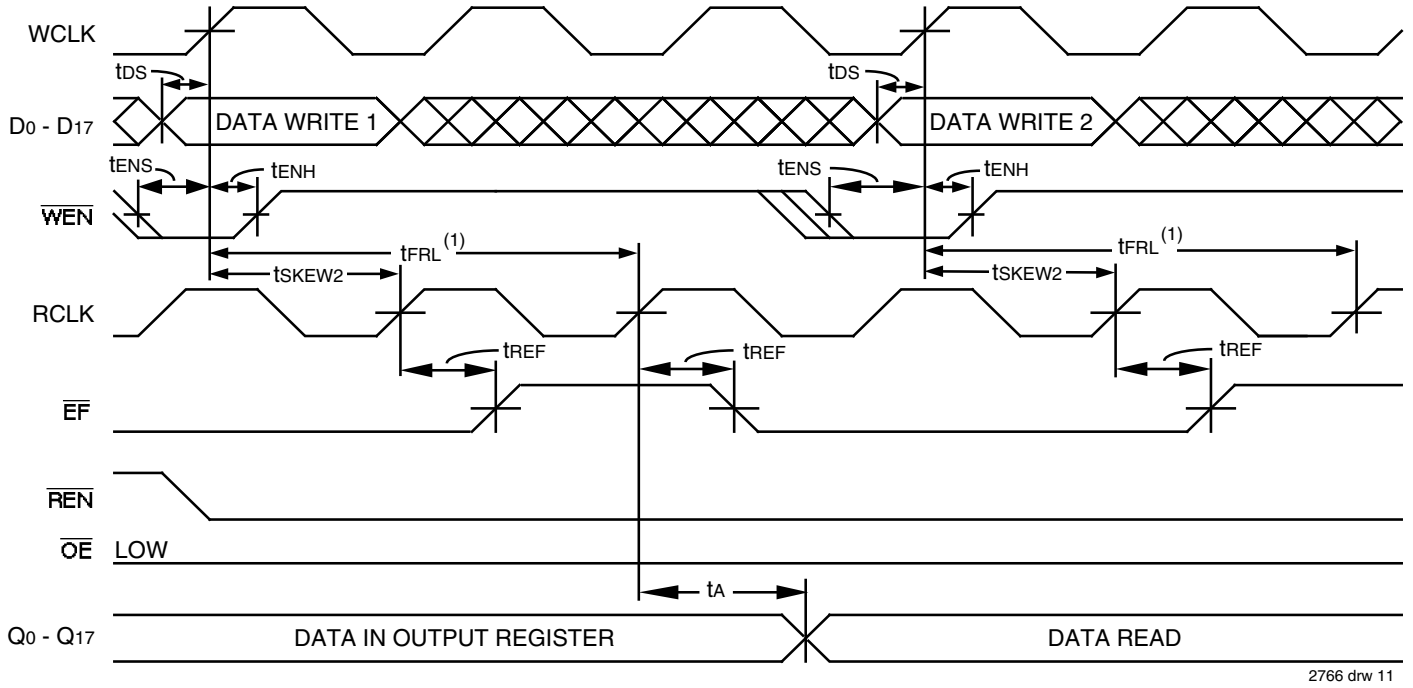 WCLK
tDS
tDS
D0 - D17
DATA WRITE 1
DATA WRITE 2
tENS
tENH
tENS
tENH
WEN
tFRL(1)
tFRL(1)
tSKEW2
tSKEW2
RCLK
tREF
tREF
tREF
EF
REN
OE
LOW
tA
Q0 - Q17
DATA IN OUTPUT REGISTER
DATA READ
2766 drw 11